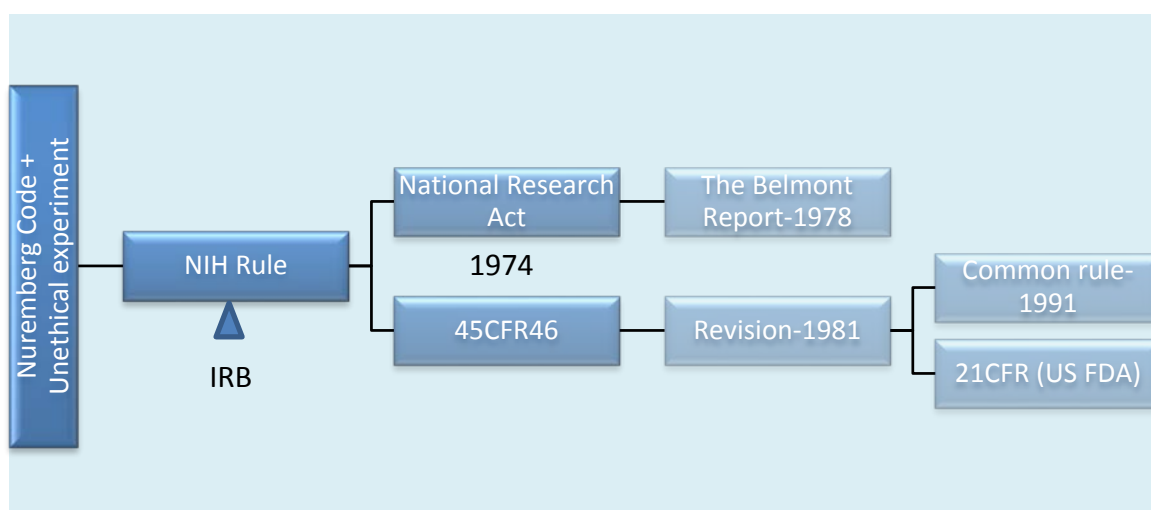 Nuremberg Code +
Unethical experiment
NIH Rule
IRB
National Research
Act
1974
45CFR46
The Belmont
Report-1978
Revision-1981
Common rule-
1991
21CFR (US FDA)